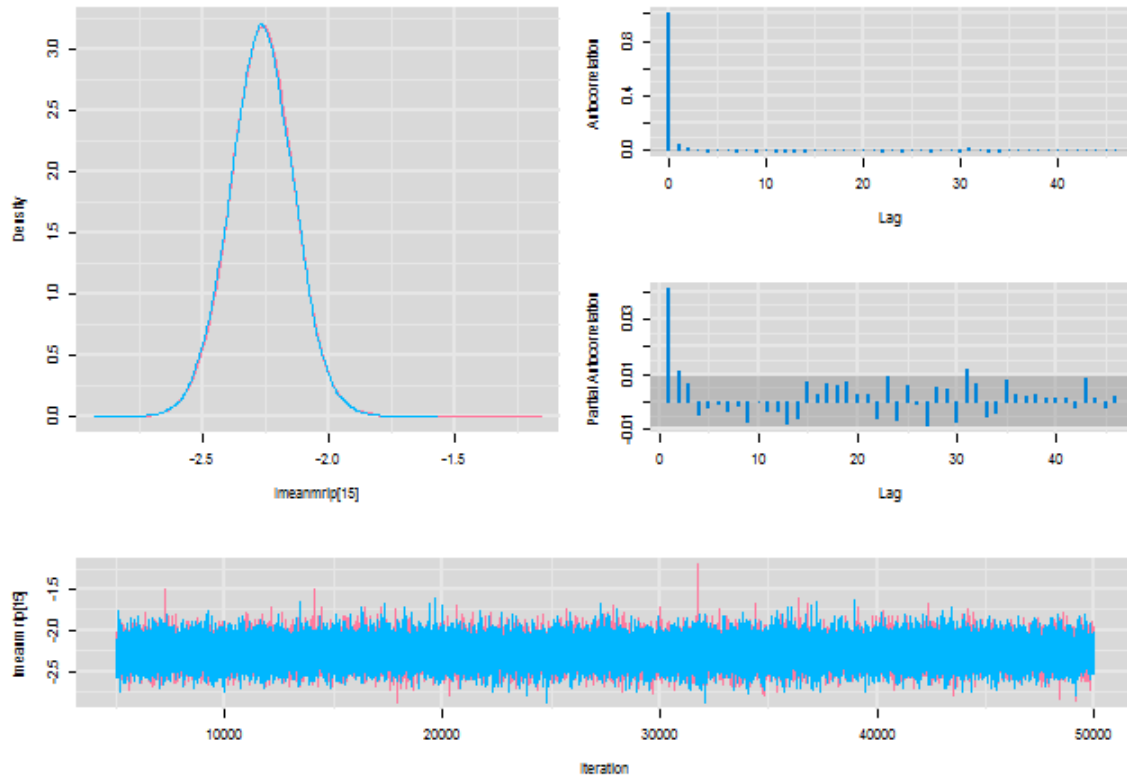 Density
0.0 0.5 1.0 1.5 2.0 2.5 3.0
-2.5 -2.0 -1.5
lmeanmrip[15]
Autocorrelation
0.0 0.4 0.8
0 10 20 30 40
Lag
Partial Autocorrelation
-0.01 0.01 0.03
0 10 20 30 40
Lag
lmeanmrip[15]
-2.5 -2.0 -1.5
10000 20000 30000 40000 50000
Iteration